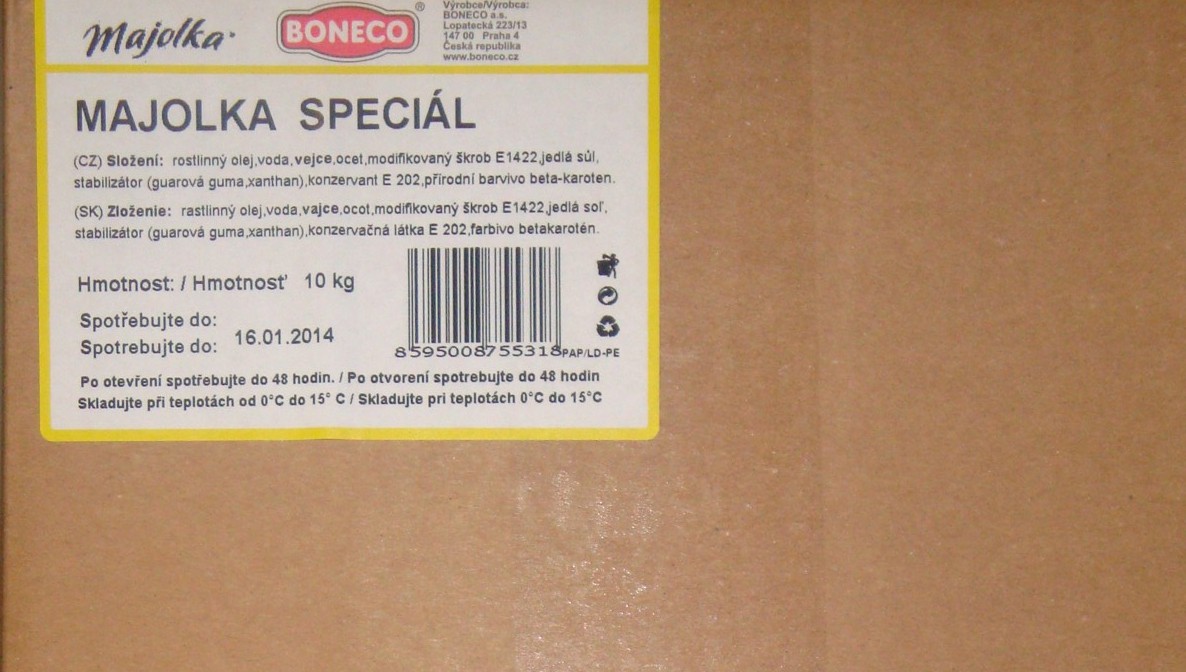 Majolka
BONECO ®
Výrobce/Výrobca:
BONECO a.s.
Lopatecká 223/13
147 00 Praha 4
Česká republika
www.boneco.cz
MAJOLKA SPECIÁL
(CZ) Složení: rostlinný olej,voda,vejce,ocet,modifikovaný škrob E1422,jedlá sůl,
stabilizátor (guarová guma,xanthan),konzervant E 202,přírodní barvivo beta-karoten.
(SK) Zloženie: rastlinný olej,voda,vajce,ocot,modifikovaný škrob E1422,jedlá soľ,
stabilizátor (guarová guma,xanthan),konzervačná látka E 202,farbivo betakarotén.
Hmotnost: / Hmotnosť 10 kg
Spotřebujte do:
Spotrebujte do: 16.01.2014
8595008755318 PAP/LD-PE
Po otevření spotřebujte do 48 hodin. / Po otvorení spotrebujte do 48 hodin
Skladujte při teplotách od 0°C do 15° C / Skladujte pri teplotách 0°C do 15°C